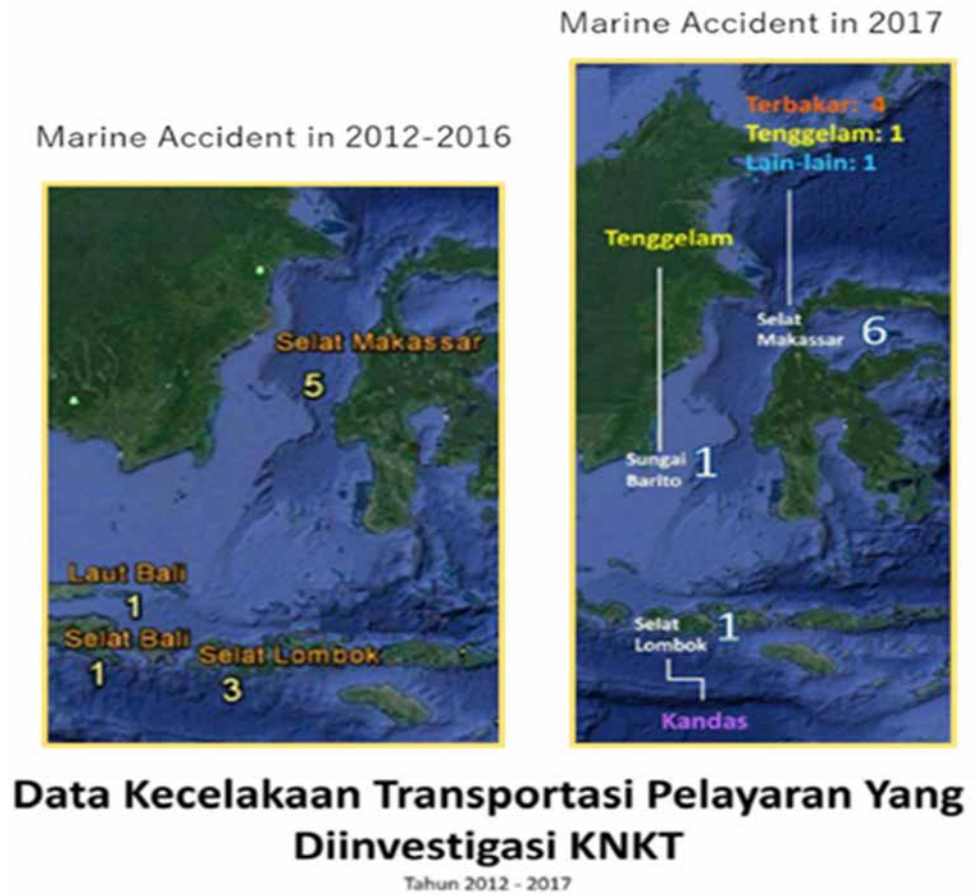 Marine Accident in 2012-2016
Selat Makassar
5
Laut Bali
1
Selat Bali
1
Selat Lombok
3
Marine Accident in 2017
Terbakar: 4
Tenggelam: 1
Lain-lain: 1
Tenggelam
Selat
Makassar
6
Sungai
Barito
1
Selat
Lombok
1
Kandas
Data Kecelakaan Transportasi Pelayaran Yang
Diinvestigasi KNKT
Tahun 2012 - 2017